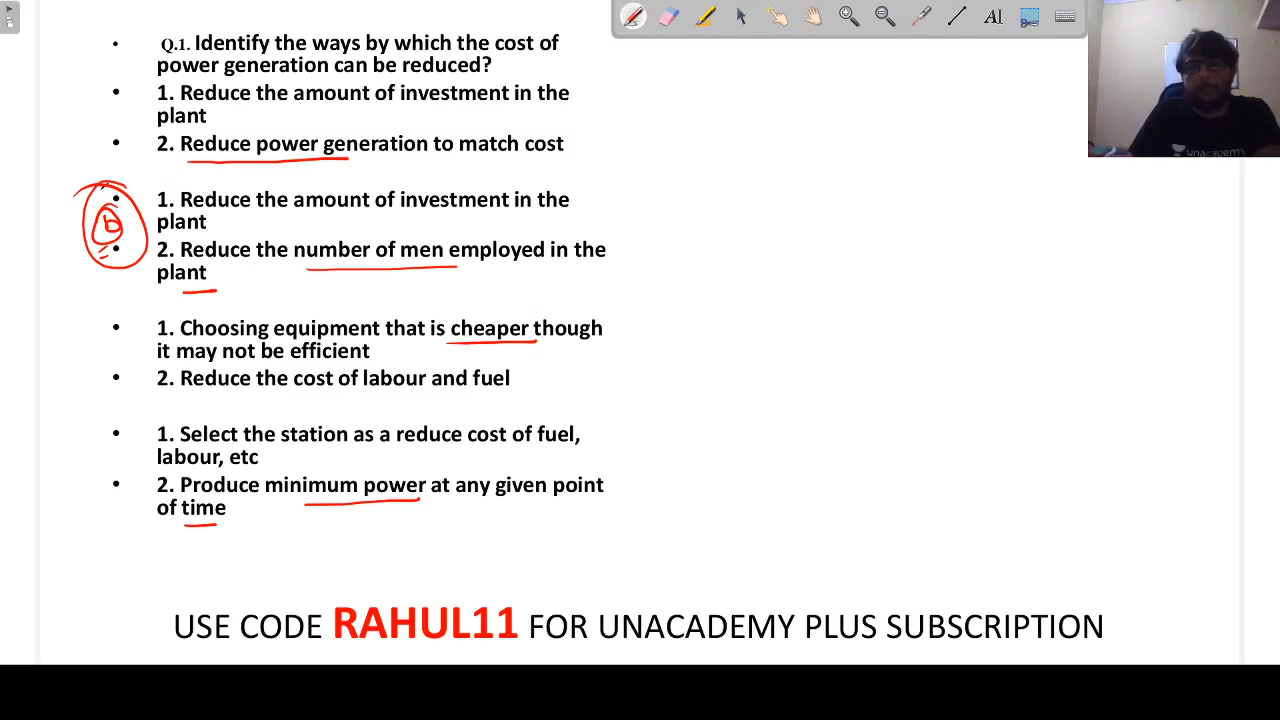 Q.1. Identify the ways by which the cost of
power generation can be reduced?
1. Reduce the amount of investment in the
plant
2. Reduce power generation to match cost
1. Reduce the amount of investment in the
plant
b
2. Reduce the number of men employed in the
plant
1. Choosing equipment that is cheaper though
it may not be efficient
2. Reduce the cost of labour and fuel
1. Select the station as a reduce cost of fuel,
labour, etc
2. Produce minimum power at any given point
of time
USE CODE RAHUL11 FOR UNACADEMY PLUS SUBSCRIPTION
AI
unacademy